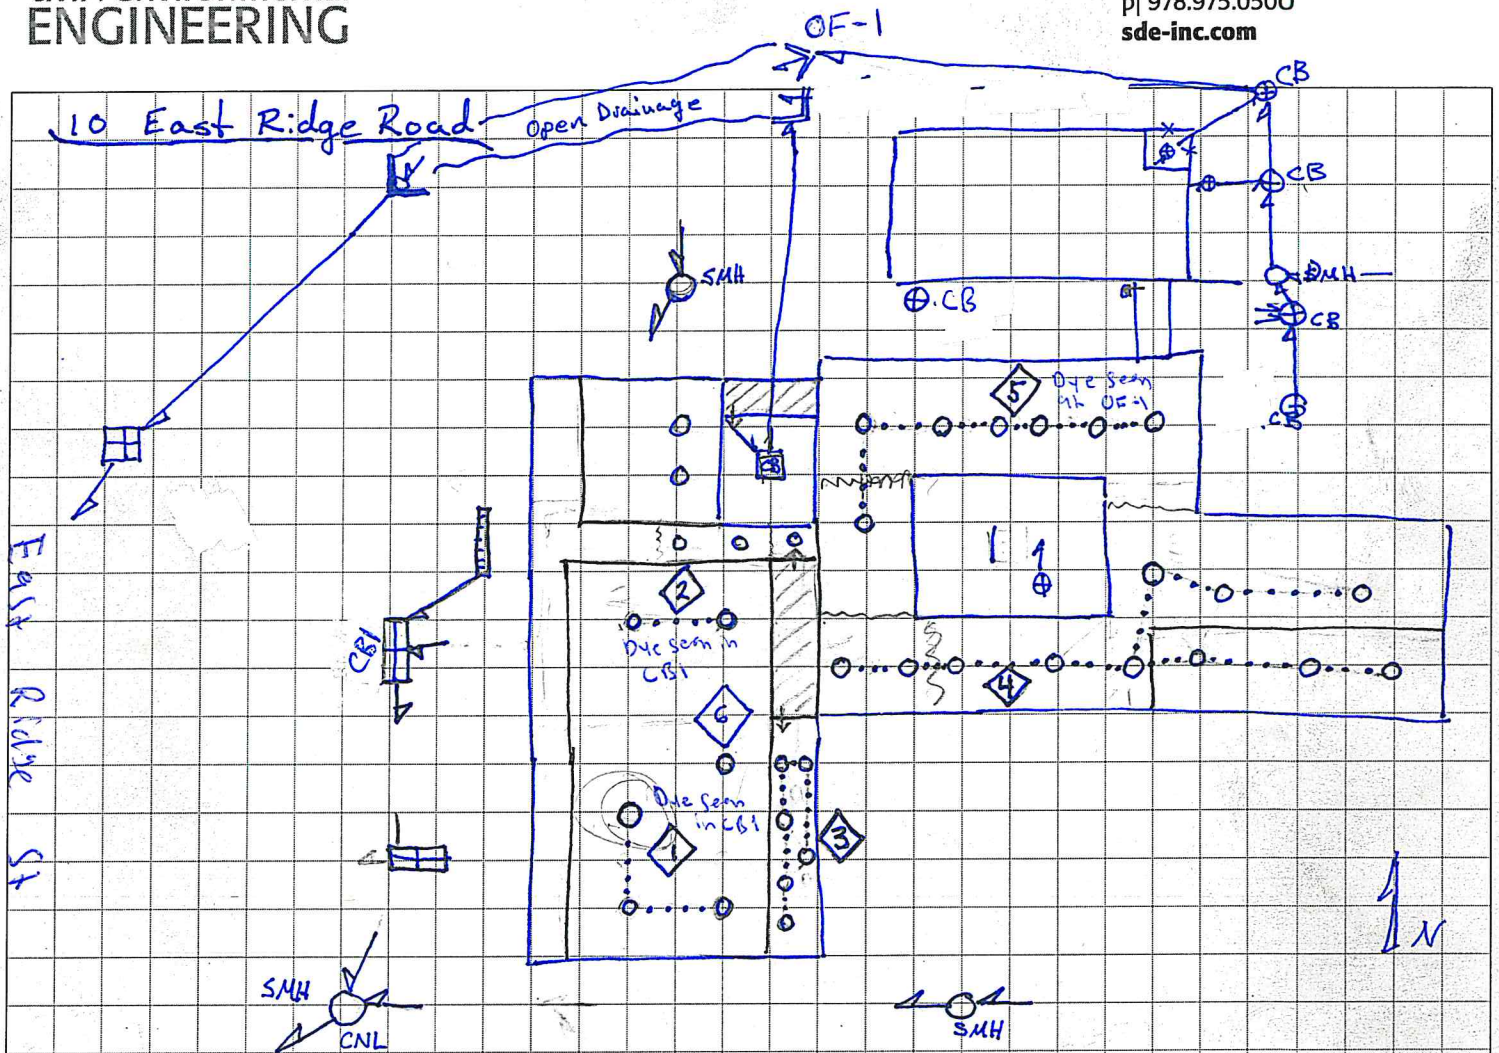 ENGINEERING
p| 978.975.0500
sde-inc.com
OF-1
CB
10 East Ridge Road
Open Drainage
CB
SMH
DMH
CB
CB
CB
5
Dye seen
at OF-1
CB
East Ridge St
CB1
2
Dye seen in
CB1
4
6
Dye seen
in CB1
1
3
N
SMH
CNL
SMH